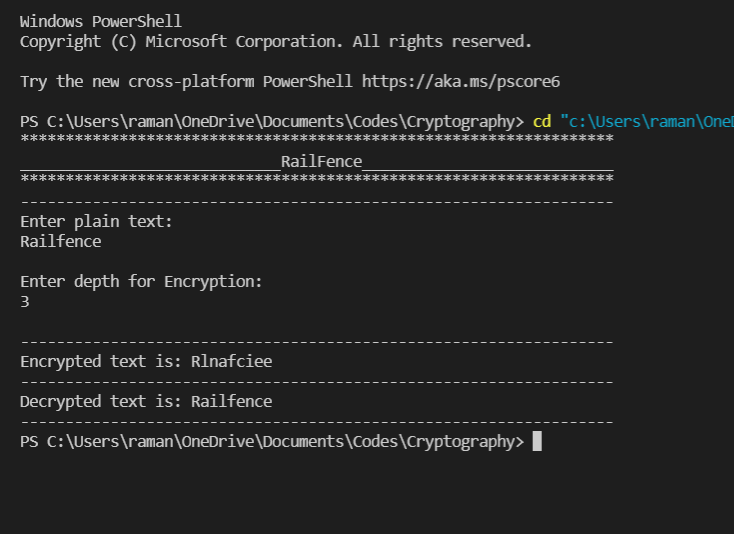 Windows PowerShell
Copyright (C) Microsoft Corporation. All rights reserved.
Try the new cross-platform PowerShell https://aka.ms/pscore6
PS C:\Users\raman\OneDrive\Documents\Codes\Cryptography> cd "c:\Users\raman\OneD
******************************************************************
_____________________________RailFence____________________________
******************************************************************
------------------------------------------------------------------
Enter plain text:
Railfence
Enter depth for Encryption:
3
------------------------------------------------------------------
Encrypted text is: Rlnafciee
------------------------------------------------------------------
Decrypted text is: Railfence
------------------------------------------------------------------
PS C:\Users\raman\OneDrive\Documents\Codes\Cryptography>